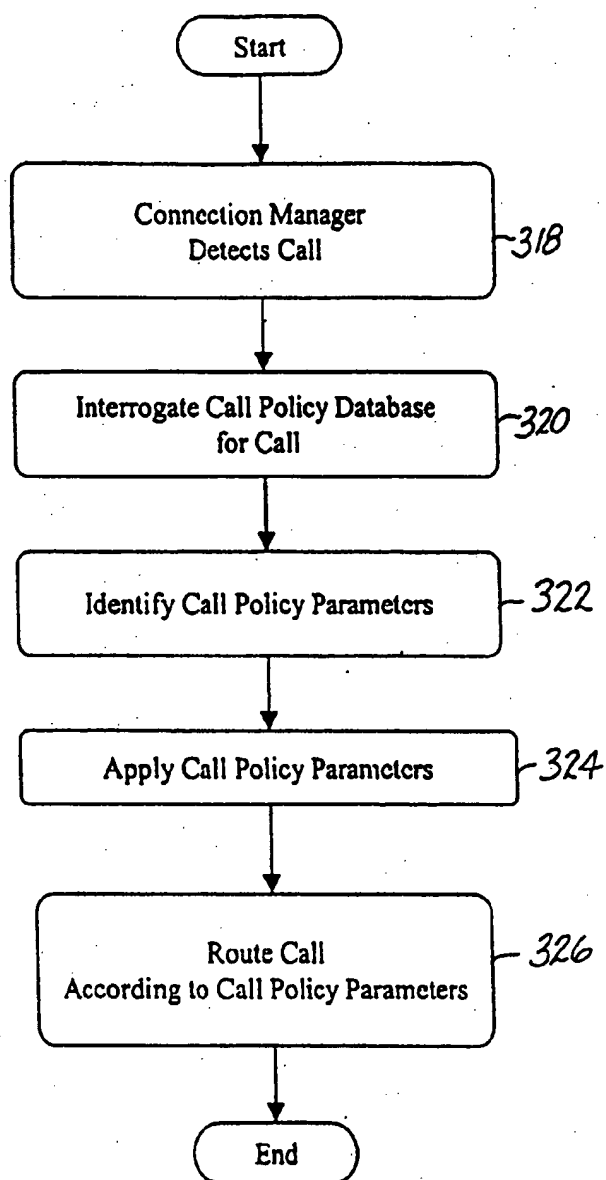 Start
Connection Manager
Detects Call
318
Interrogate Call Policy Database
for Call
320
Identify Call Policy Parameters
322
Apply Call Policy Parameters
324
Route Call
According to Call Policy Parameters
326
End